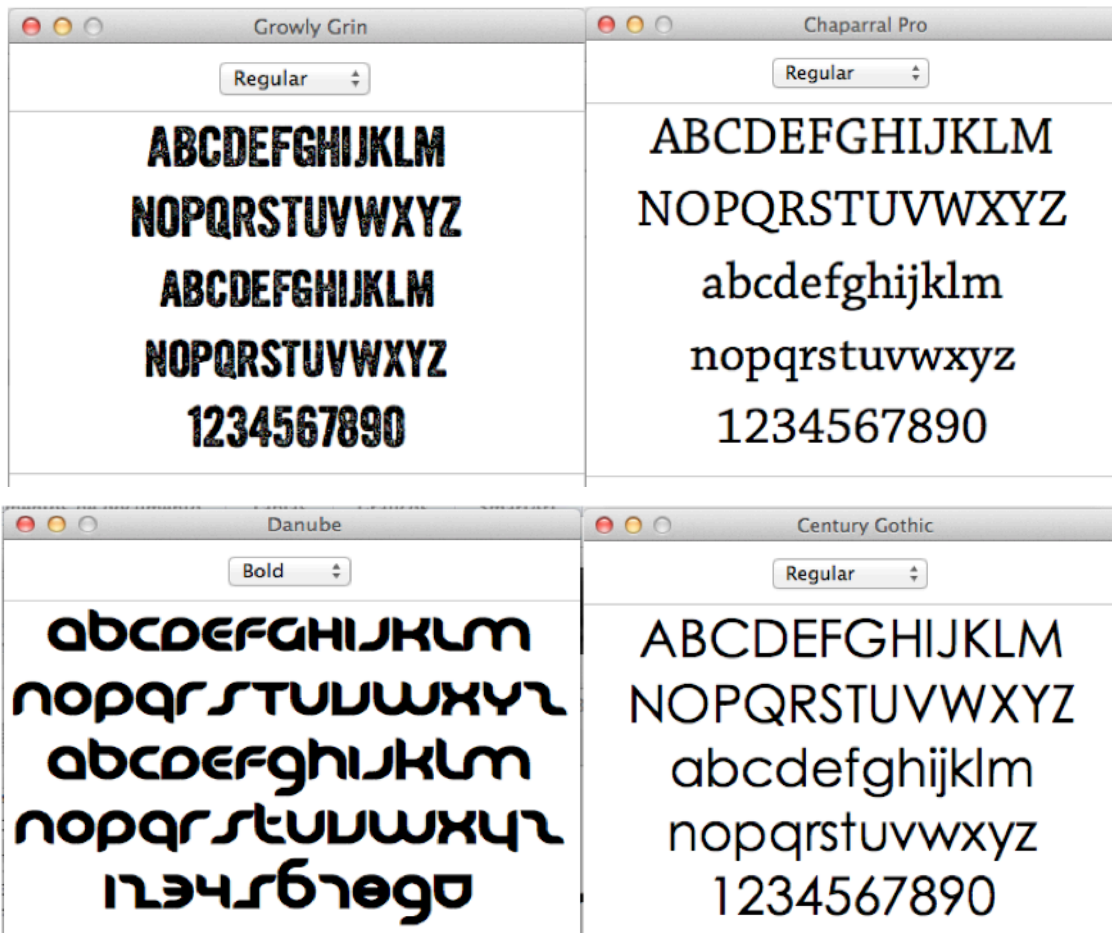 Growly Grin
Regular
ABCDEFGHIJKLM
NOPQRSTUVWXYZ
ABCDEFGHIJKLM
NOPQRSTUVWXYZ
1234567890
Chaparral Pro
Regular
ABCDEFGHIJKLM
NOPQRSTUVWXYZ
abcdefghijklm
nopqrstuvwxyz
1234567890
Danube
Bold
abcDEFGHIJKLm
nopqrSTUVWXYZ
abcDEFghIJKLm
nopqrstuvwxyz
1234567890
Century Gothic
Regular
ABCDEFGHIJKLM
NOPQRSTUVWXYZ
abcdefghijklm
nopqrstuvwxyz
1234567890